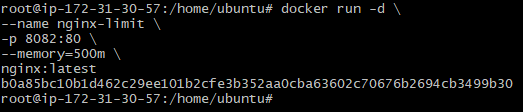 root@ip-172-31-30-57:/home/ubuntu# docker run -d \
--name nginx-limit \
-p 8082:80 \
--memory=500m \
nginx:latest
b0a85bc10b1d462c29ee101b2cfe3b352aa0cba63602c70676b2694cb3499b30
root@ip-172-31-30-57:/home/ubuntu#